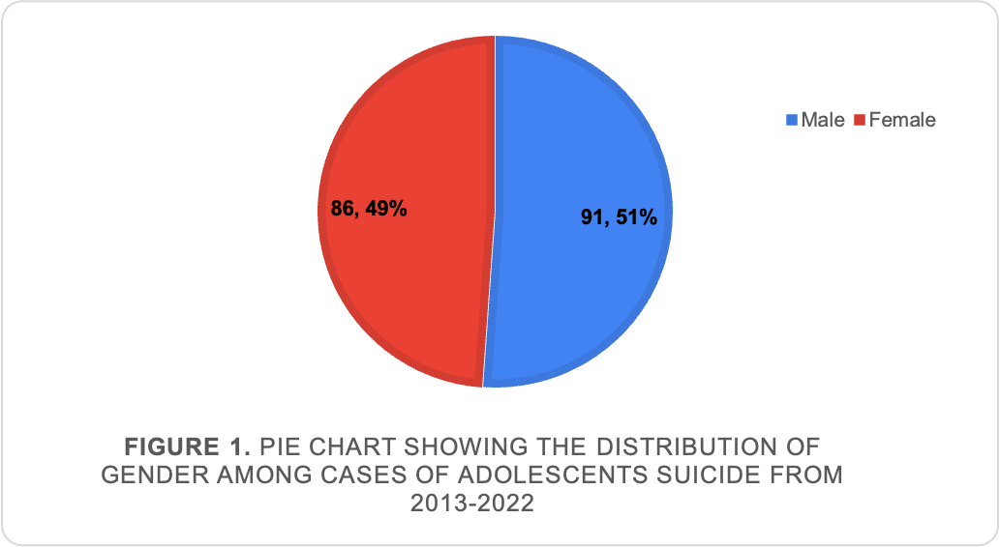 Male Female
86, 49%
91, 51%
FIGURE 1. PIE CHART SHOWING THE DISTRIBUTION OF
GENDER AMONG CASES OF ADOLESCENTS SUICIDE FROM
2013-2022